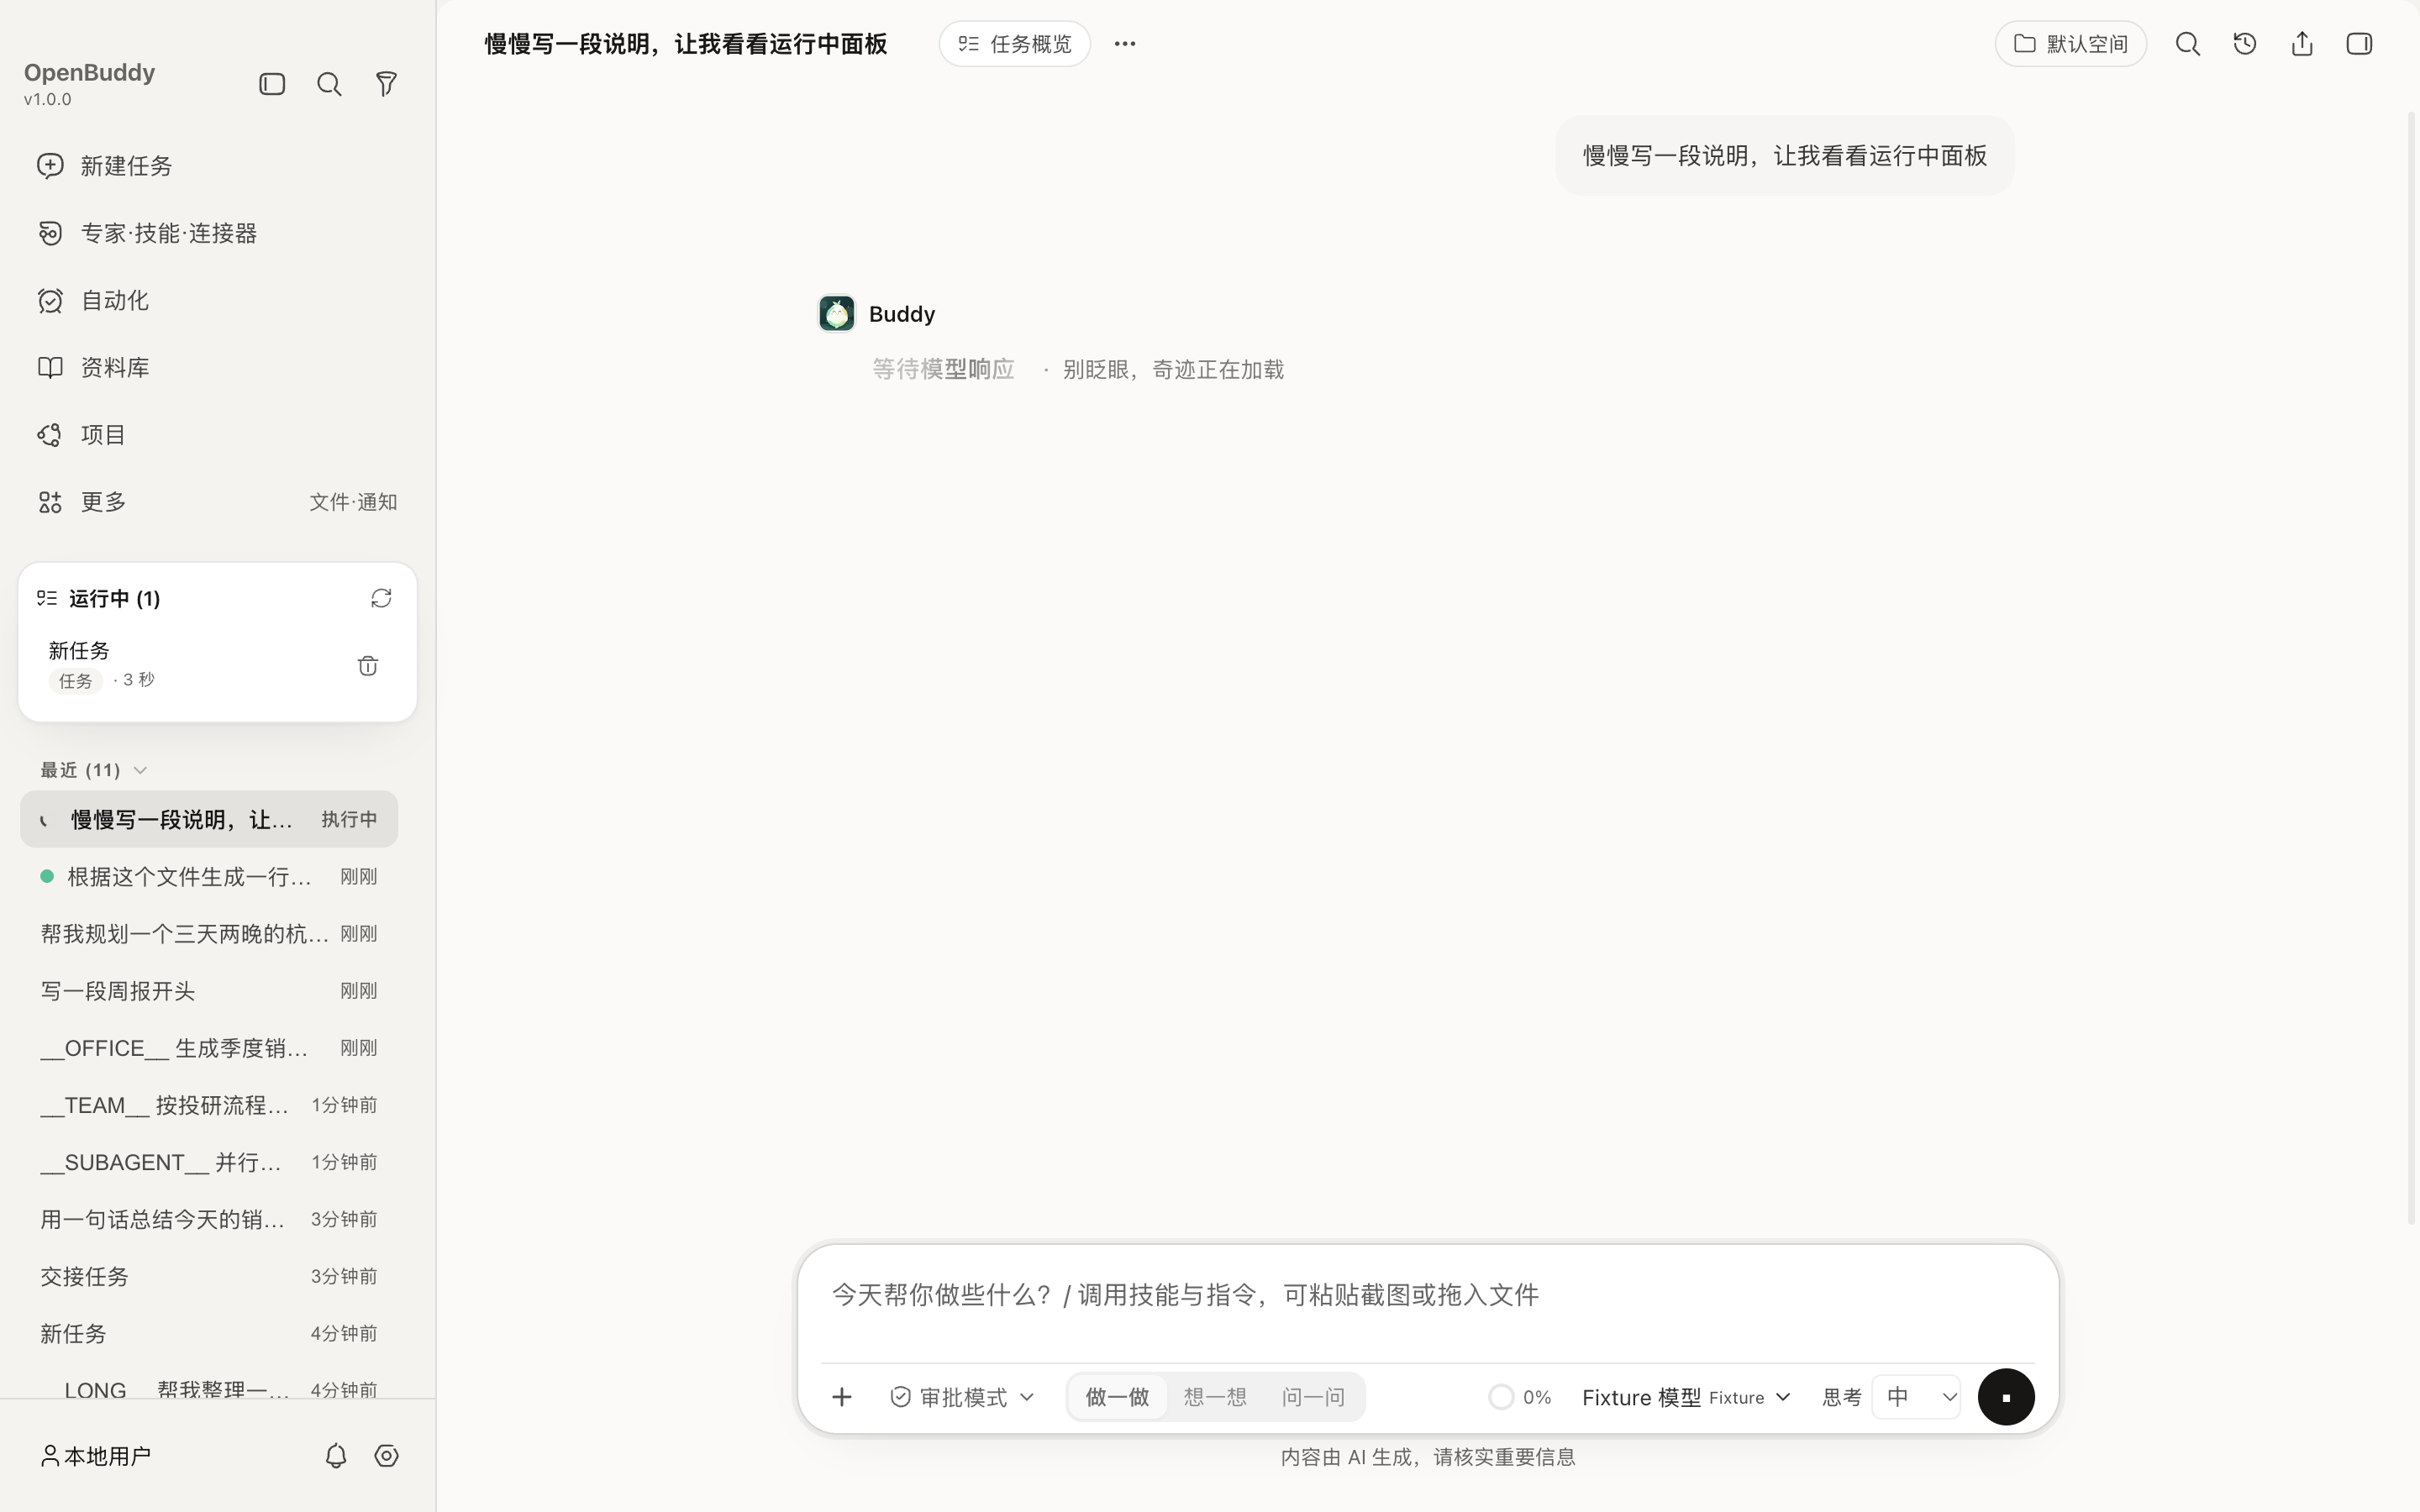 OpenBuddy
v1.0.0
新建任务
专家·技能·连接器
自动化
资料库
项目
更多 文件·通知
运行中 (1)
新任务
任务 · 3 秒
最近 (11)
慢慢写一段说明，让... 执行中
根据这个文件生成一行... 刚刚
帮我规划一个三天两晚的杭... 刚刚
写一段周报开头 刚刚
__OFFICE__ 生成季度销... 刚刚
__TEAM__ 按投研流程... 1分钟前
__SUBAGENT__ 并行... 1分钟前
用一句话总结今天的销... 3分钟前
交接任务 3分钟前
新任务 4分钟前
__LONG__ 帮我整理一... 4分钟前
本地用户
慢慢写一段说明，让我看看运行中面板 任务概览 默认空间
慢慢写一段说明，让我看看运行中面板
Buddy
等待模型响应 · 别眨眼，奇迹正在加载
今天帮你做些什么？/ 调用技能与指令，可粘贴截图或拖入文件
审批模式 做一做 想一想 问一问 0% Fixture 模型 Fixture 思考 中
内容由 AI 生成，请核实重要信息